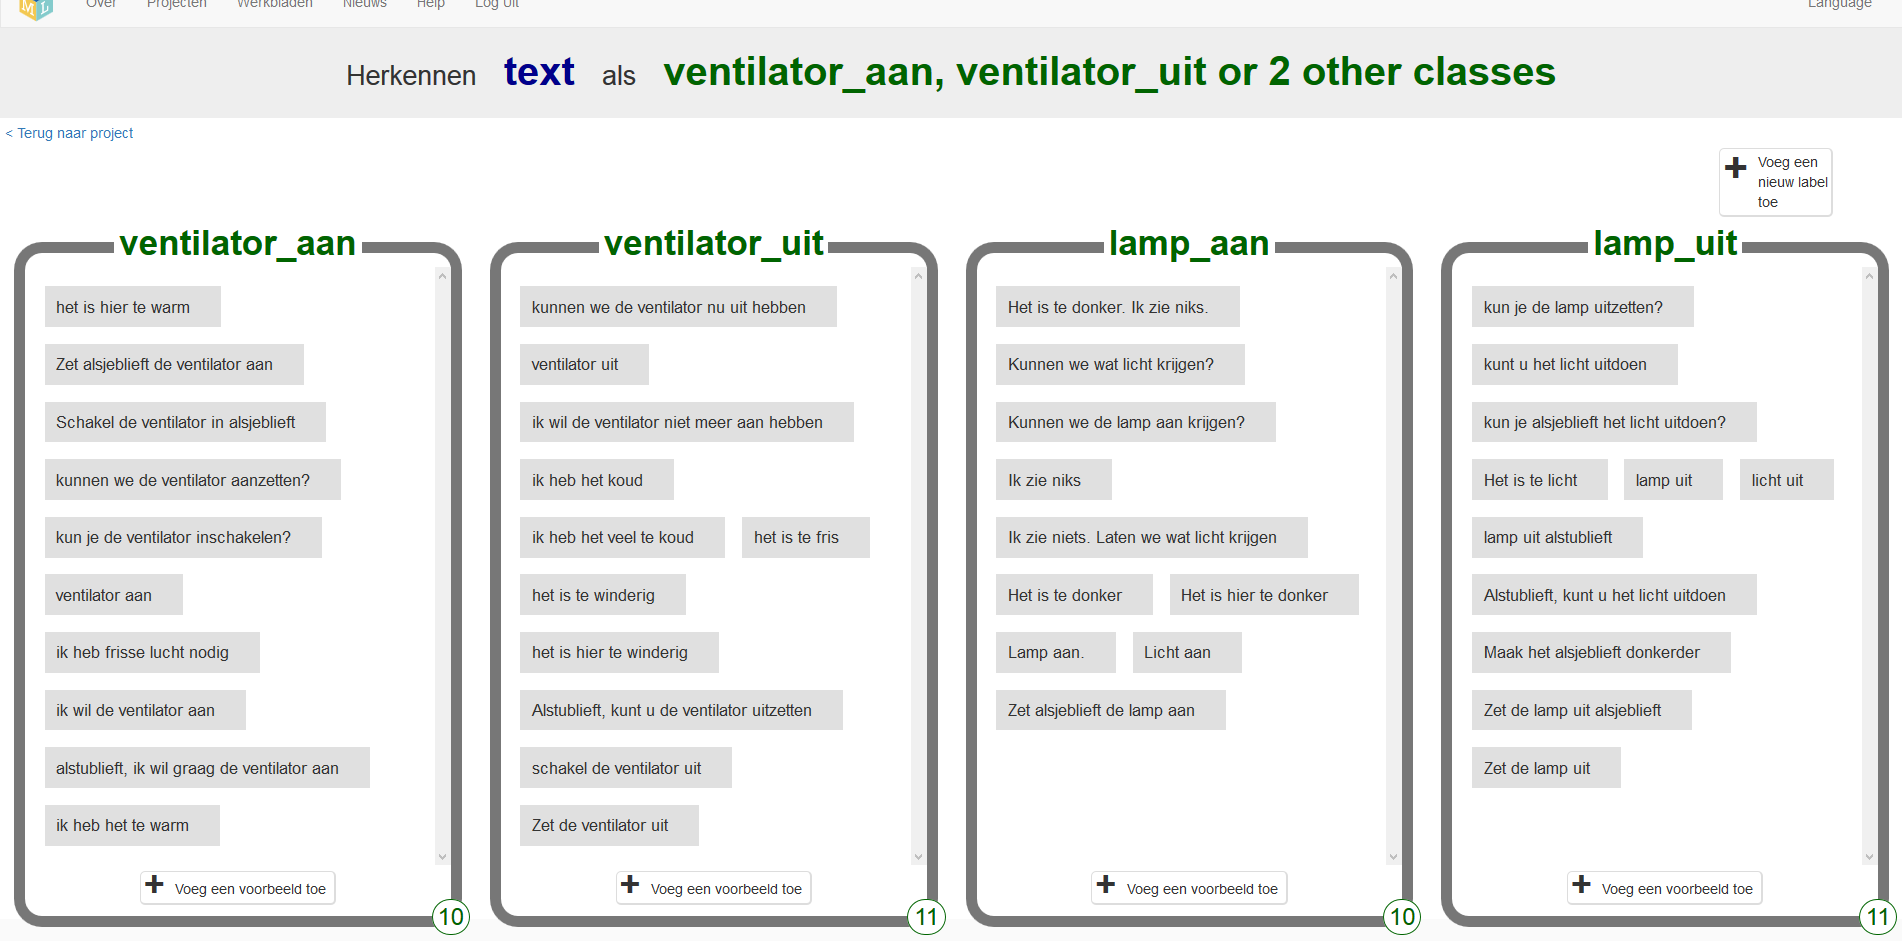 Over Projecten Werkbladen Nieuws Help Log Uit Language
Herkennen text als ventilator_aan, ventilator_uit or 2 other classes
< Terug naar project
Voeg een
nieuw label
toe
ventilator_aan
het is hier te warm
Zet alsjeblieft de ventilator aan
Schakel de ventilator in alsjeblieft
kunnen we de ventilator aanzetten?
kun je de ventilator inschakelen?
ventilator aan
ik heb frisse lucht nodig
ik wil de ventilator aan
alstublieft, ik wil graag de ventilator aan
ik heb het te warm
Voeg een voorbeeld toe
10
ventilator_uit
kunnen we de ventilator nu uit hebben
ventilator uit
ik wil de ventilator niet meer aan hebben
ik heb het koud
ik heb het veel te koud het is te fris
het is te winderig
het is hier te winderig
Alstublieft, kunt u de ventilator uitzetten
schakel de ventilator uit
Zet de ventilator uit
Voeg een voorbeeld toe
11
lamp_aan
Het is te donker. Ik zie niks.
Kunnen we wat licht krijgen?
Kunnen we de lamp aan krijgen?
Ik zie niks
Ik zie niets. Laten we wat licht krijgen
Het is te donker Het is hier te donker
Lamp aan. Licht aan
Zet alsjeblieft de lamp aan
Voeg een voorbeeld toe
10
lamp_uit
kun je de lamp uitzetten?
kunt u het licht uitdoen
kun je alsjeblieft het licht uitdoen?
Het is te licht lamp uit licht uit
lamp uit alstublieft
Alstublieft, kunt u het licht uitdoen
Maak het alsjeblieft donkerder
Zet de lamp uit alsjeblieft
Zet de lamp uit
Voeg een voorbeeld toe
11